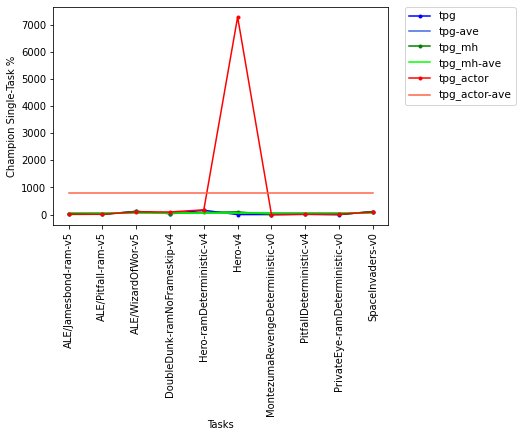 Champion Single-Task %
7000
6000
5000
4000
3000
2000
1000
0
ALE/Jamesbond-ram-v5
ALE/Pitfall-ram-v5
ALE/WizardOfWor-v5
DoubleDunk-ramNoFrameskip-v4
Hero-ramDeterministic-v4
Hero-v4
MontezumaRevengeDeterministic-v0
PitfallDeterministic-v4
PrivateEye-ramDeterministic-v0
SpaceInvaders-v0
Tasks
tpg
tpg-ave
tpg_mh
tpg_mh-ave
tpg_actor
tpg_actor-ave